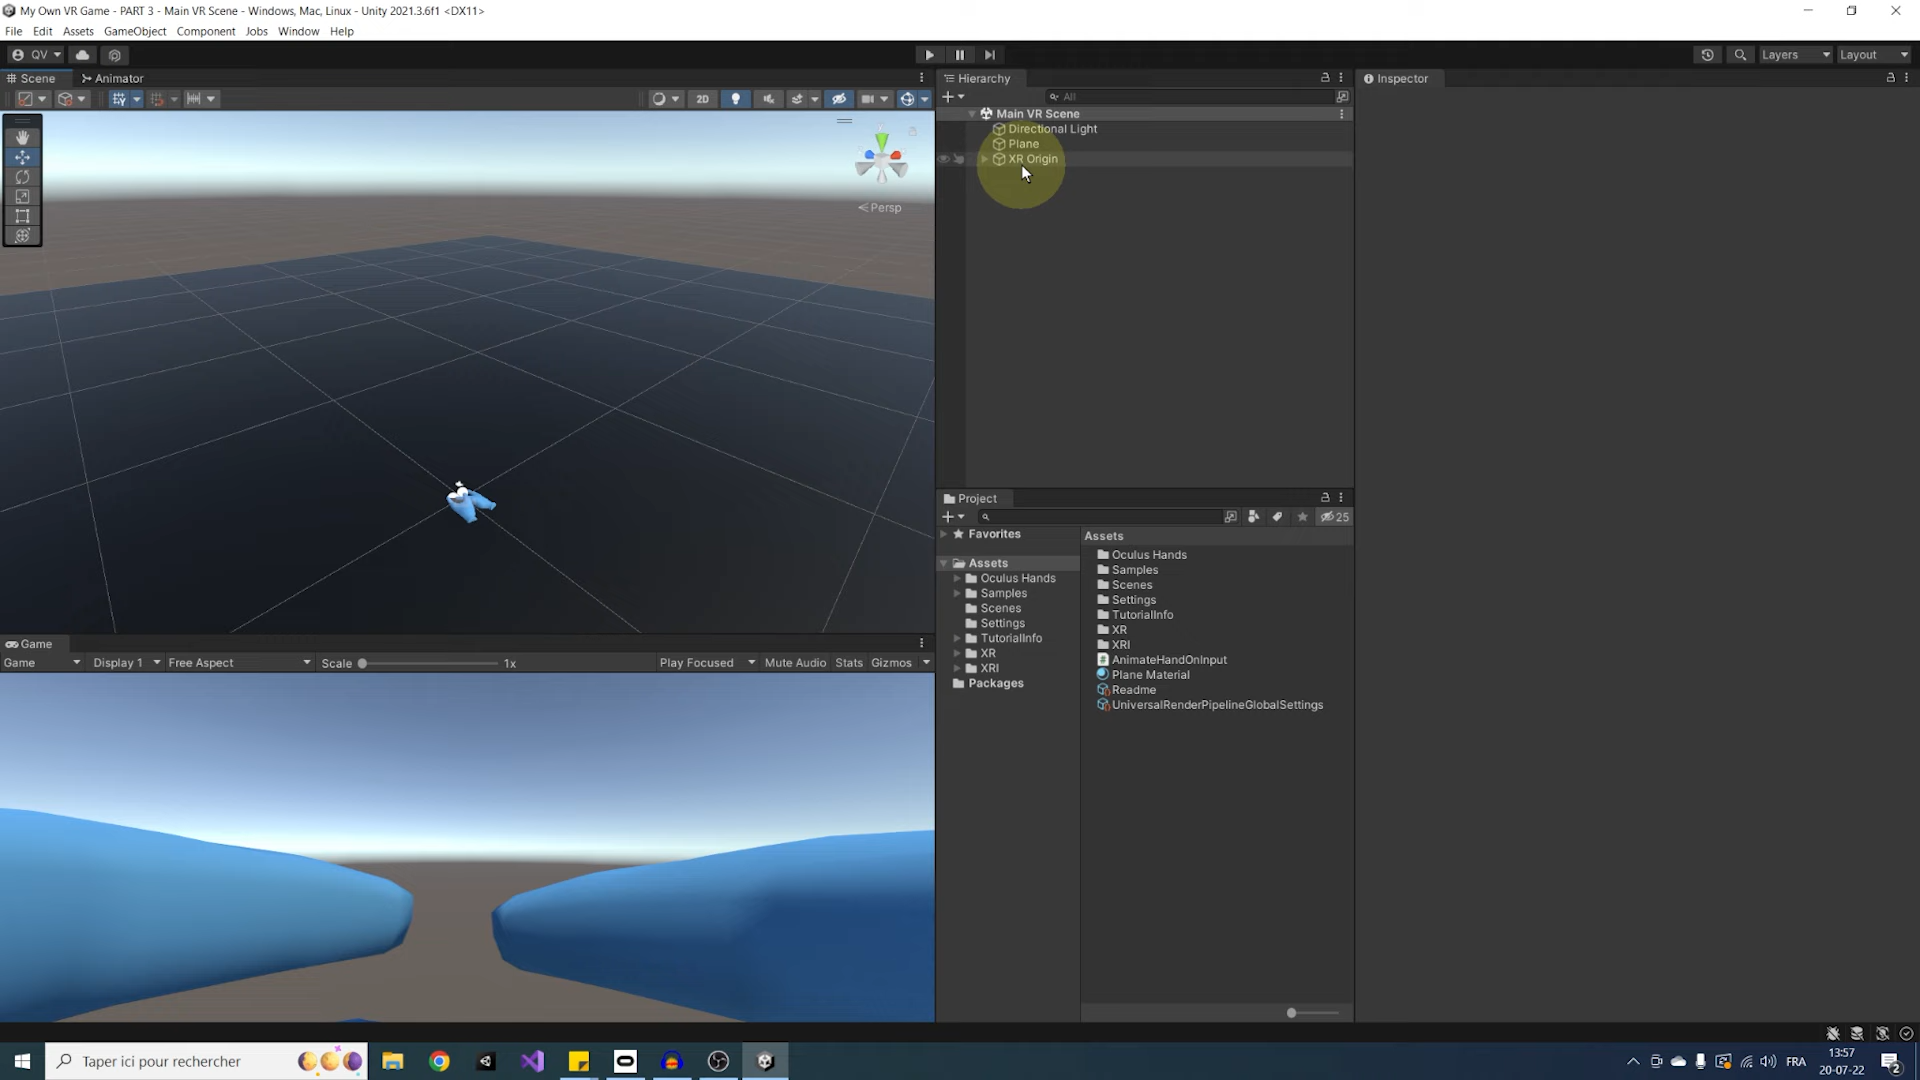 My Own VR Game - PART 3 - Main VR Scene - Windows, Mac, Linux - Unity 2021.3.6f1 <DX11>
File Edit Assets GameObject Component Jobs Window Help
QV Layers Layout
Scene Animator
2D
Persp
Hierarchy
All
Main VR Scene
Directional Light
Plane
XR Origin
Inspector
Project
25
Favorites
Assets
Oculus Hands
Samples
Scenes
Settings
TutorialInfo
XR
XRI
Packages
Assets
Oculus Hands
Samples
Scenes
Settings
TutorialInfo
XR
XRI
AnimateHandOnInput
Plane Material
Readme
UniversalRenderPipelineGlobalSettings
Game
Game Display 1 Free Aspect Scale 1x Play Focused Mute Audio Stats Gizmos
Taper ici pour rechercher
FRA
13:57
20-07-22
2